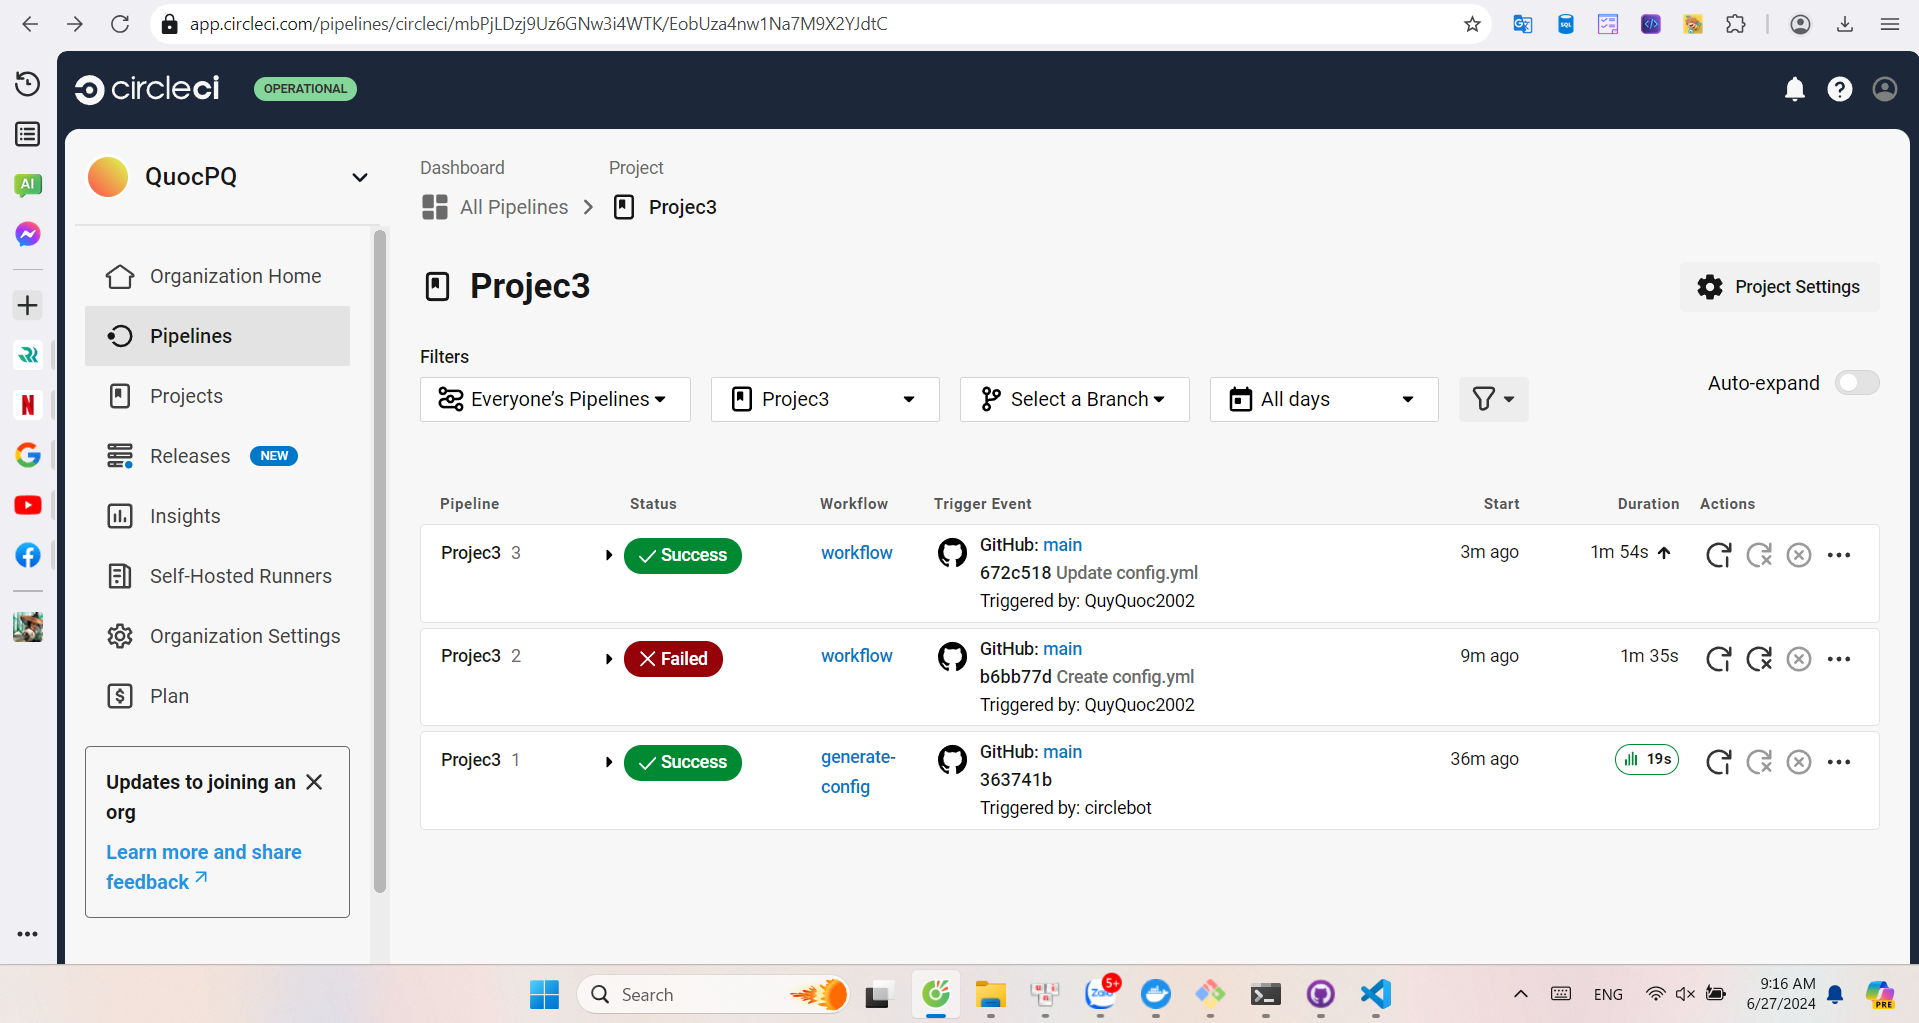 app.circleci.com/pipelines/circleci/mbPjLDzj9Uz6GNw3i4WTK/EobUza4nw1Na7M9X2YJdtC
circleci
OPERATIONAL
AI
N
QuocPQ
Organization Home
Pipelines
Projects
Releases NEW
Insights
Self-Hosted Runners
Organization Settings
Plan
Updates to joining an
org
Learn more and share
feedback
Dashboard Project
All Pipelines Projec3
Projec3
Project Settings
Filters
Everyone’s Pipelines Projec3 Select a Branch All days
Auto-expand
Pipeline Status Workflow Trigger Event Start Duration Actions
Projec3 3 Success workflow GitHub: main 3m ago 1m 54s
672c518 Update config.yml
Triggered by: QuyQuoc2002
Projec3 2 Failed workflow GitHub: main 9m ago 1m 35s
b6bb77d Create config.yml
Triggered by: QuyQuoc2002
Projec3 1 Success generate- GitHub: main 36m ago 19s
config 363741b
Triggered by: circlebot
Search
Zalo
5+
ENG
9:16 AM
6/27/2024
PRE